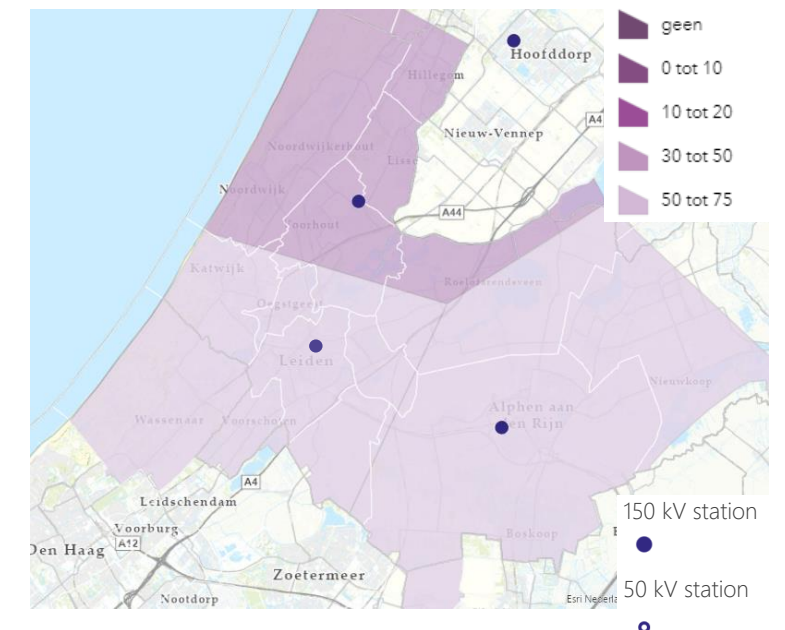 geen
0 tot 10
10 tot 20
30 tot 50
50 tot 75
Hoofddorp
Hillegom
A4
Nieuw-Vennep
Noordwijkerhout
Lisse
Noordwijk
A44
Voorhout
Katwijk
Roelofarendsveen
Oegstgeest
Leiden
Nieuwkoop
Alphen aan
den Rijn
Wassenaar
Voorschoten
A4
Leidschendam
150 kV station
Voorburg
Boskoop
A12
Den Haag
Zoetermeer
50 kV station
Nootdorp
Esri Nederla